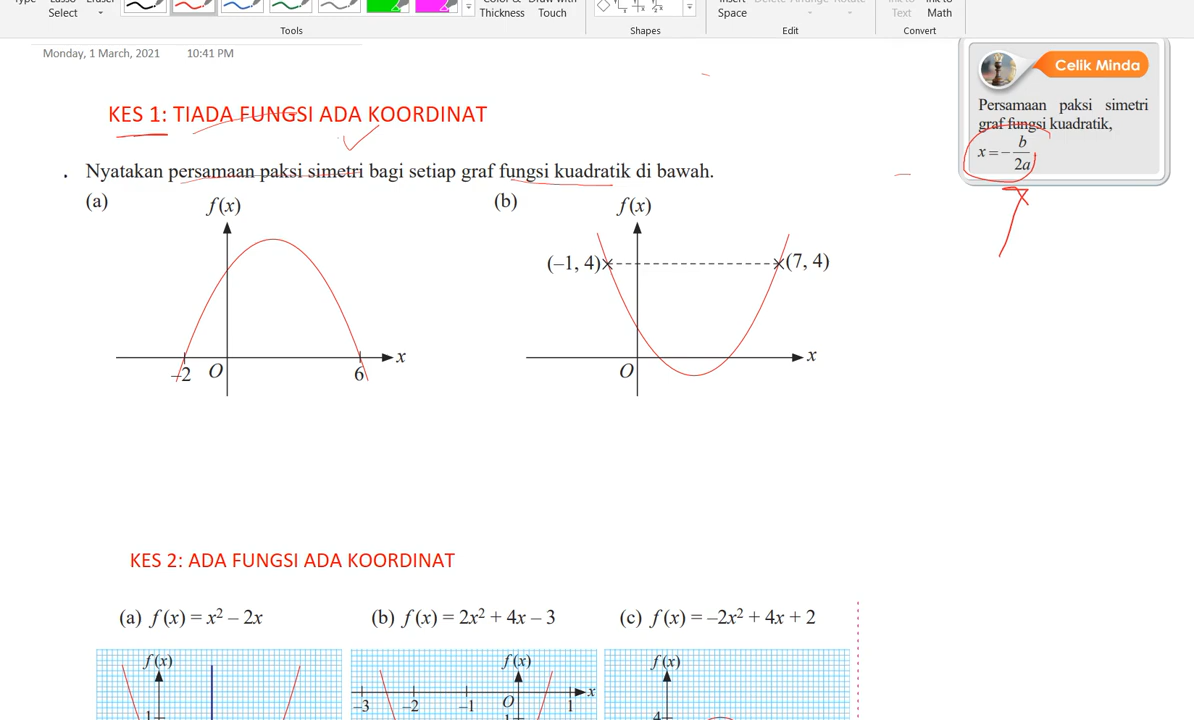 Select
Thickness Touch
Space
Text Math
Tools
Shapes
Edit
Convert
Monday, 1 March, 2021 10:41 PM
Celik Minda
Persamaan paksi simetri
graf fungsi kuadratik,
x = – b/2a
KES 1: TIADA FUNGSI ADA KOORDINAT
. Nyatakan persamaan paksi simetri bagi setiap graf fungsi kuadratik di bawah.
(a) f(x)
–2 O 6 x
(b) f(x)
(–1, 4) (7, 4)
O x
KES 2: ADA FUNGSI ADA KOORDINAT
(a) f(x) = x² – 2x (b) f(x) = 2x² + 4x – 3 (c) f(x) = –2x² + 4x + 2
f(x) f(x) f(x)
–3 –2 –1 O 1 x
1 4